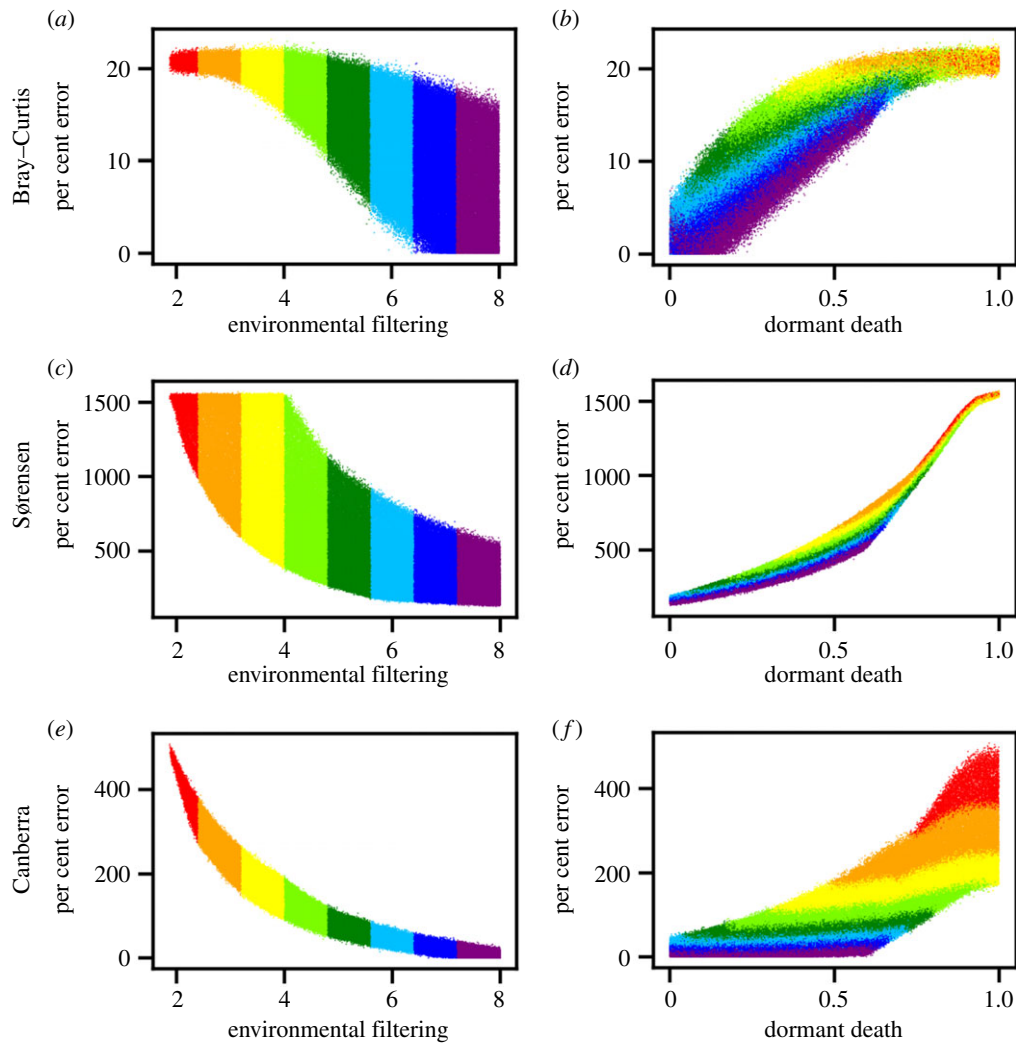 (a)
(b)
Bray–Curtis
per cent error
20
10
0
2 4 6 8
environmental filtering
per cent error
20
10
0
0 0.5 1.0
dormant death
(c)
(d)
Sørensen
per cent error
1500
1000
500
2 4 6 8
environmental filtering
per cent error
1500
1000
500
0 0.5 1.0
dormant death
(e)
(f)
Canberra
per cent error
400
200
0
2 4 6 8
environmental filtering
per cent error
400
200
0
0 0.5 1.0
dormant death